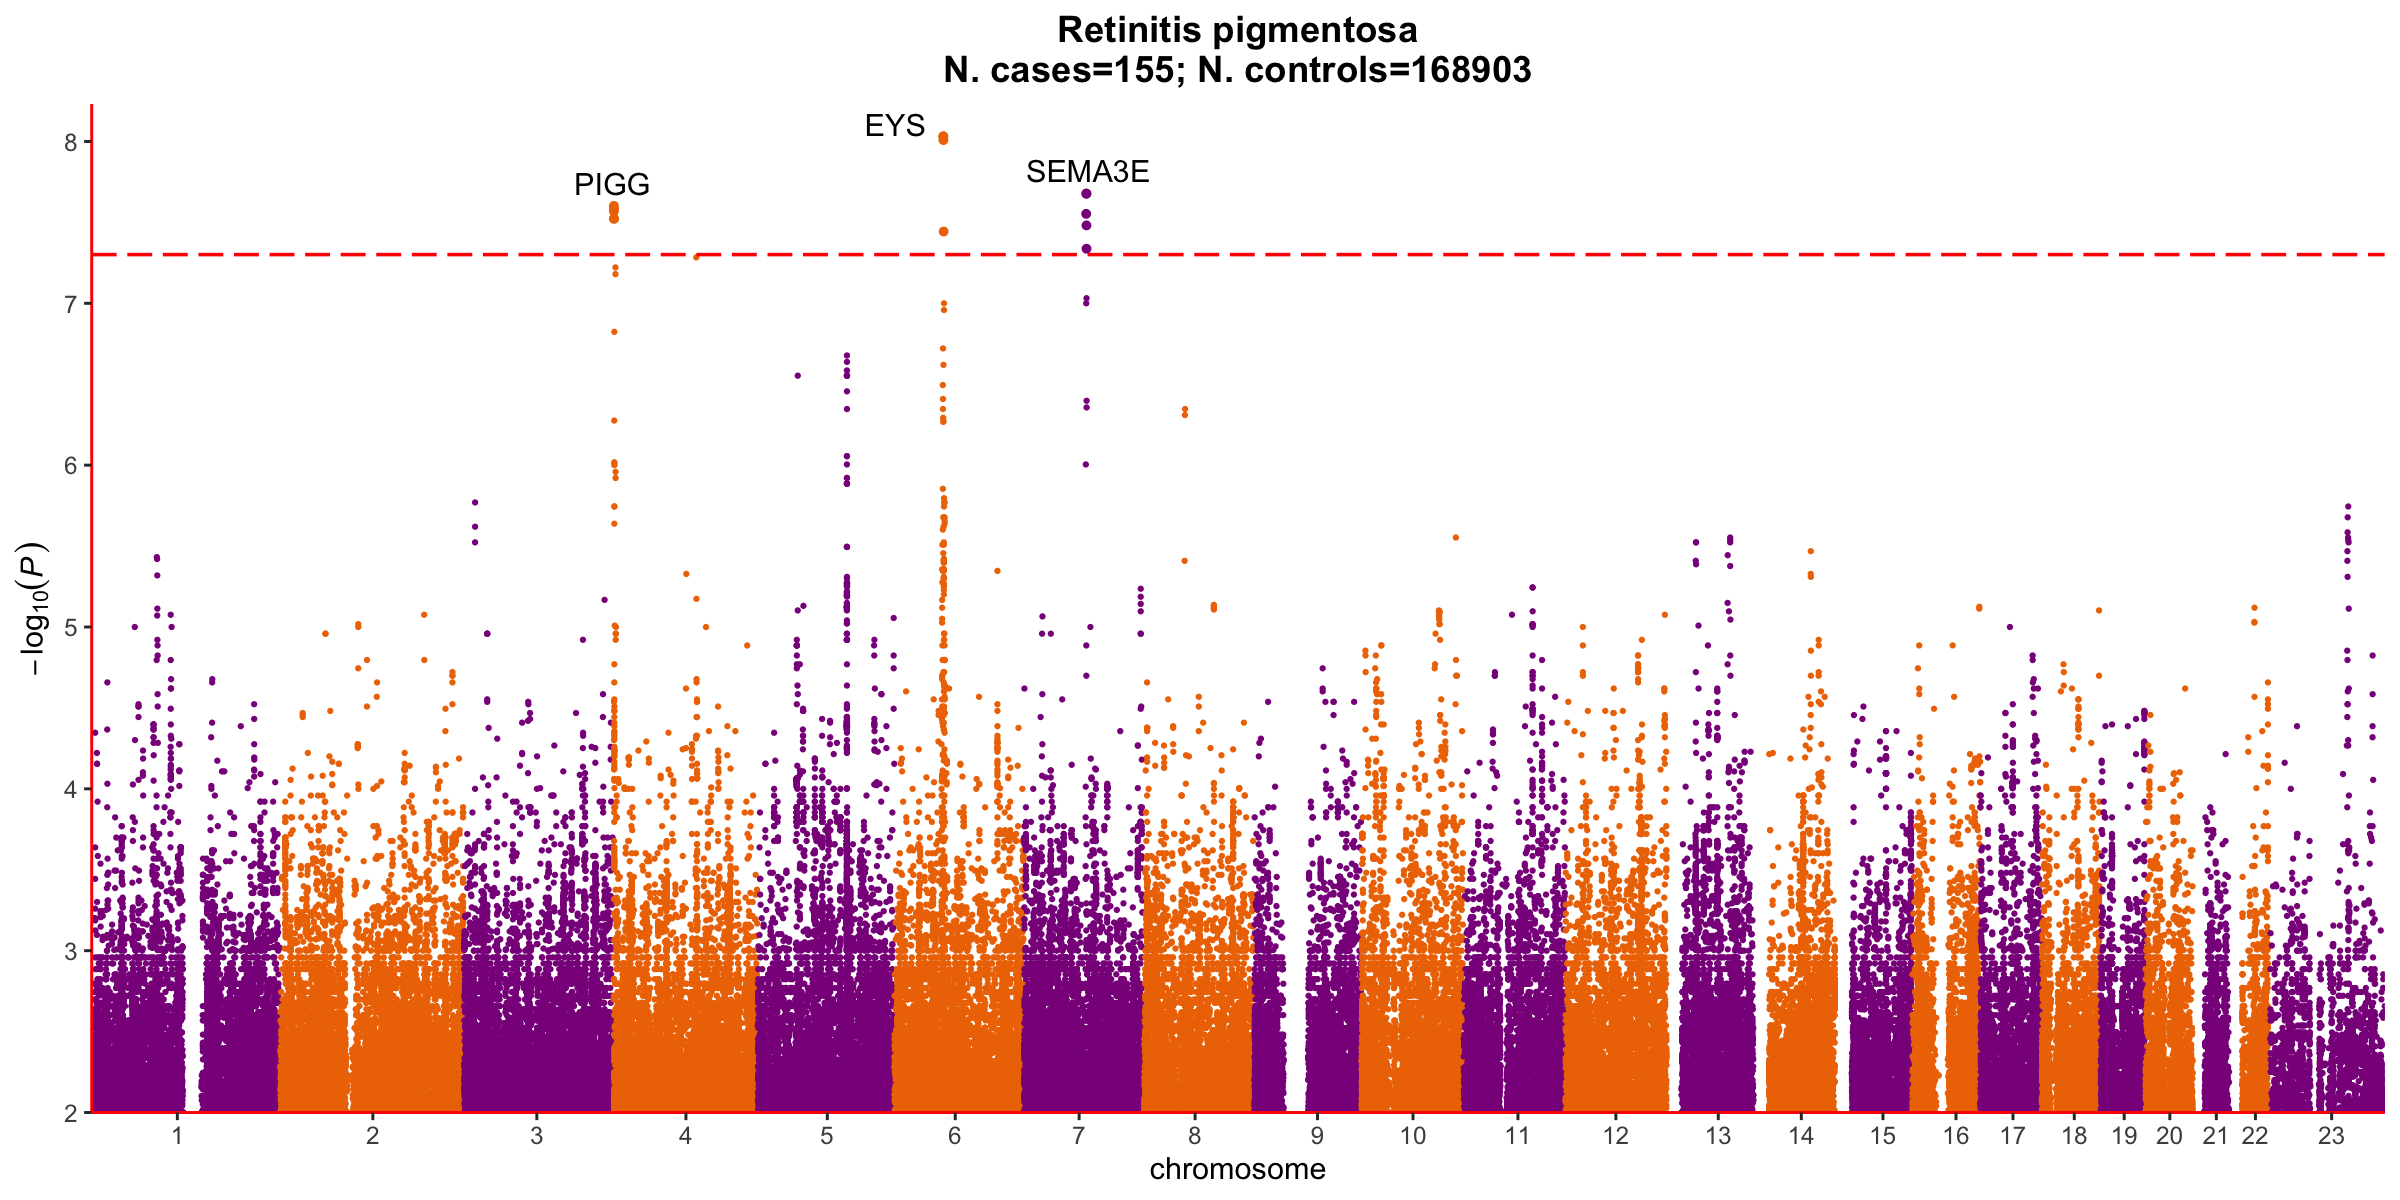 Retinitis pigmentosa
N. cases=155; N. controls=168903
EYS
SEMA3E
PIGG
8
7
6
5
4
3
2
−log10(P)
1 2 3 4 5 6 7 8 9 10 11 12 13 14 15 16 17 18 19 20 21 22 23
chromosome